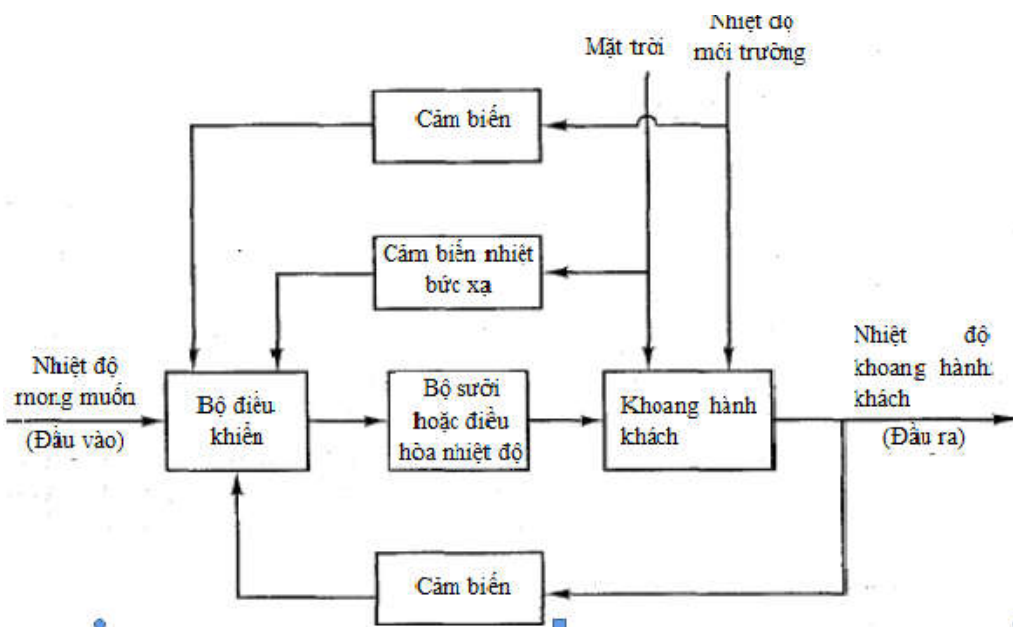 Nhiệt độ
môi trường
Mặt trời
Cảm biến
Cảm biến nhiệt
bức xạ
Nhiệt độ
mong muốn
(Đầu vào)
Bộ điều
khiển
Bộ sưởi
hoặc điều
hòa nhiệt độ
Khoang hành
khách
Nhiệt độ
khoang hành
khách
(Đầu ra)
Cảm biến